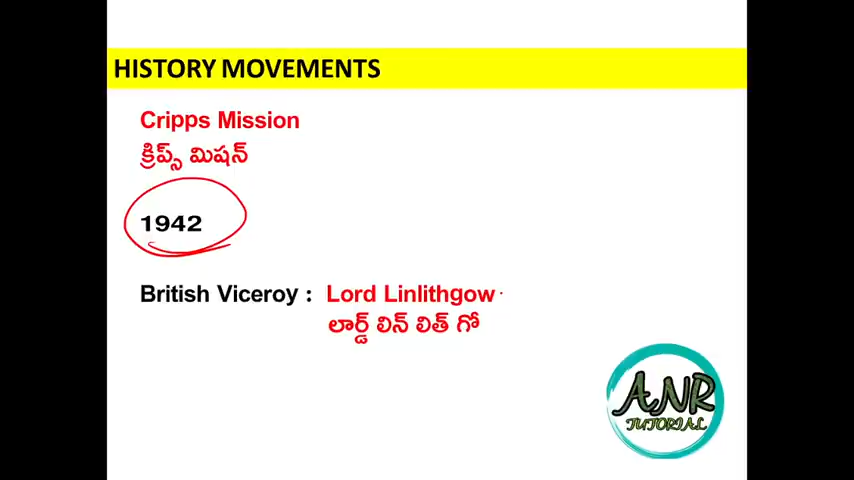 HISTORY MOVEMENTS
Cripps Mission
క్రిప్స్ మిషన్
1942
British Viceroy : Lord Linlithgow
లార్డ్ లిన్ లిత్ గో
ANR
TUTORIAL